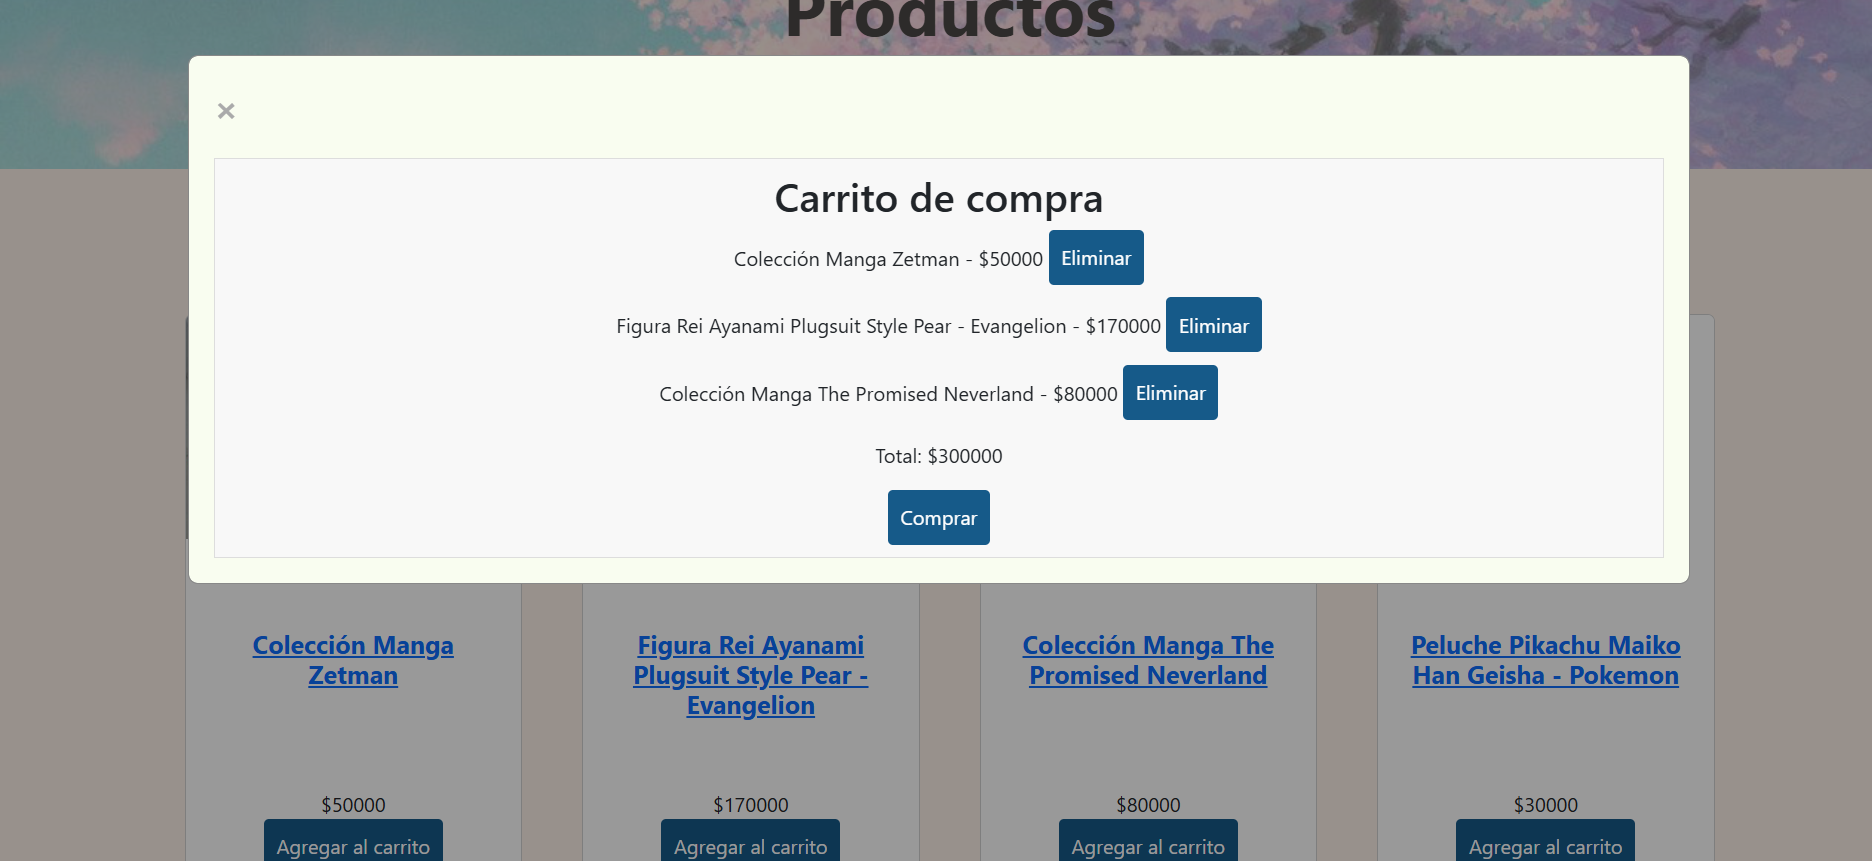 Productos
×
Carrito de compra
Colección Manga Zetman - $50000 Eliminar
Figura Rei Ayanami Plugsuit Style Pear - Evangelion - $170000 Eliminar
Colección Manga The Promised Neverland - $80000 Eliminar
Total: $300000
Comprar
Colección Manga
Zetman
$50000
Agregar al carrito
Figura Rei Ayanami
Plugsuit Style Pear -
Evangelion
$170000
Agregar al carrito
Colección Manga The
Promised Neverland
$80000
Agregar al carrito
Peluche Pikachu Maiko
Han Geisha - Pokemon
$30000
Agregar al carrito